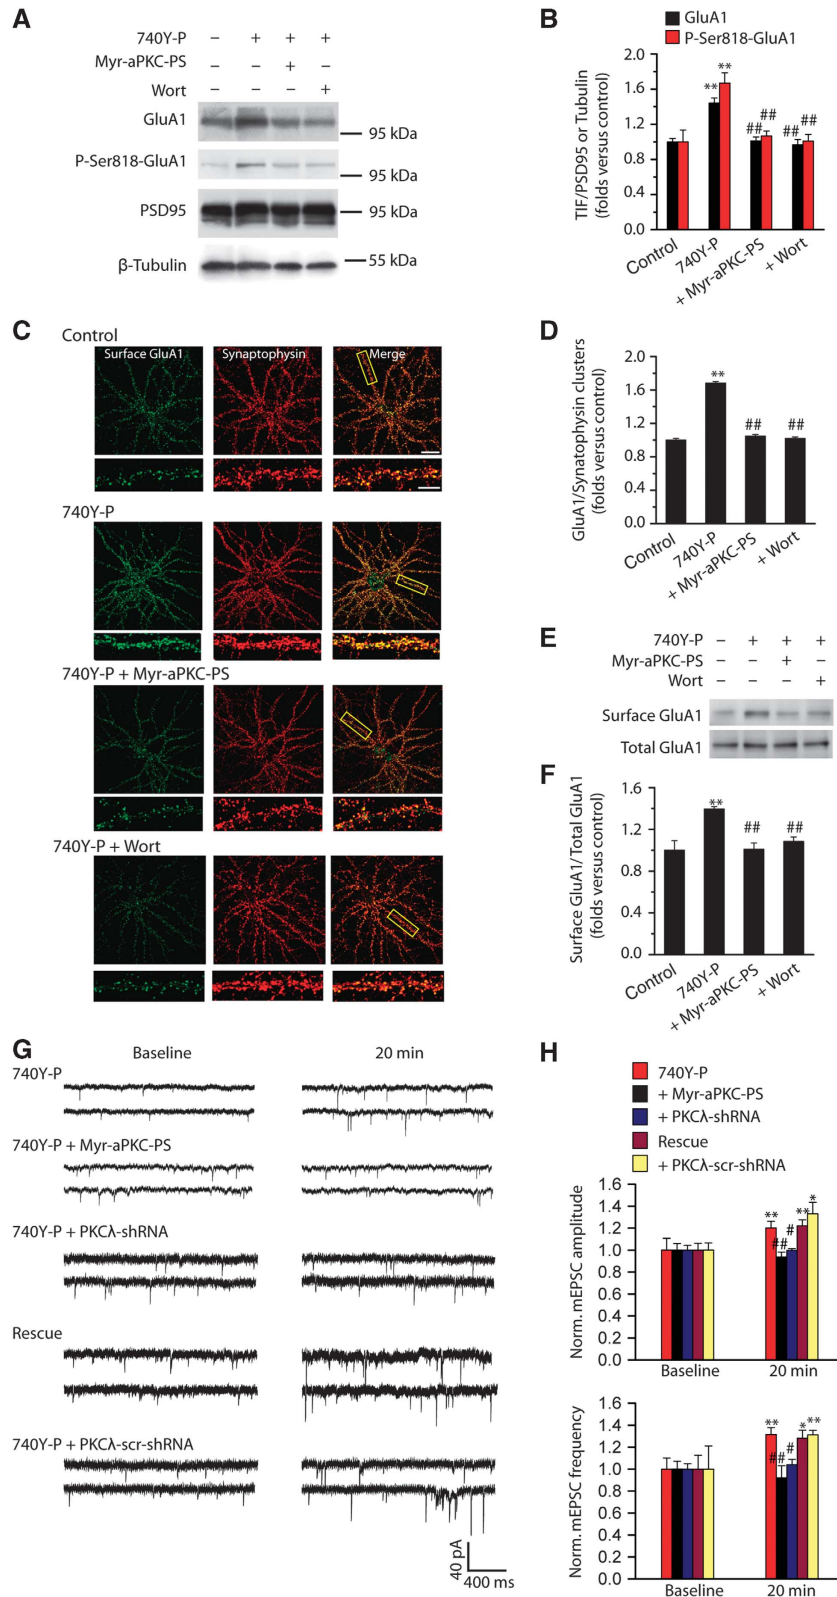 A
740Y-P – + + +
Myr-aPKC-PS – – + –
Wort – – – +
GluA1
95 kDa
P-Ser818-GluA1
95 kDa
PSD95
95 kDa
β-Tubulin
55 kDa
B
GluA1
P-Ser818-GluA1
TIF/PSD95 or Tubulin
(folds versus control)
2.0
1.6
1.2
0.8
0.4
0.0
** **
## ##
## ##
Control
740Y-P
+ Myr-aPKC-PS
+ Wort
C
Control
Surface GluA1 Synaptophysin Merge
740Y-P
740Y-P + Myr-aPKC-PS
740Y-P + Wort
D
GluA1/Synatophysin clusters
(folds versus control)
2.0
1.6
1.2
0.8
0.4
0.0
**
##
##
Control
740Y-P
+ Myr-aPKC-PS
+ Wort
E
740Y-P – + + +
Myr-aPKC-PS – – + –
Wort – – – +
Surface GluA1
Total GluA1
F
Surface GluA1/Total GluA1
(folds versus control)
1.6
1.2
0.8
0.4
0.0
**
##
##
Control
740Y-P
+ Myr-aPKC-PS
+ Wort
G
Baseline 20 min
740Y-P
740Y-P + Myr-aPKC-PS
740Y-P + PKCλ-shRNA
Rescue
740Y-P + PKCλ-scr-shRNA
40 pA
400 ms
H
740Y-P
+ Myr-aPKC-PS
+ PKCλ-shRNA
Rescue
+ PKCλ-scr-shRNA
Norm. mEPSC amplitude
1.6
1.4
1.2
1.0
0.8
0.6
0.4
0.2
0.0
** ## # ** *
Baseline 20 min
Norm. mEPSC frequency
1.6
1.4
1.2
1.0
0.8
0.6
0.4
0.2
0.0
** ## # * **
Baseline 20 min